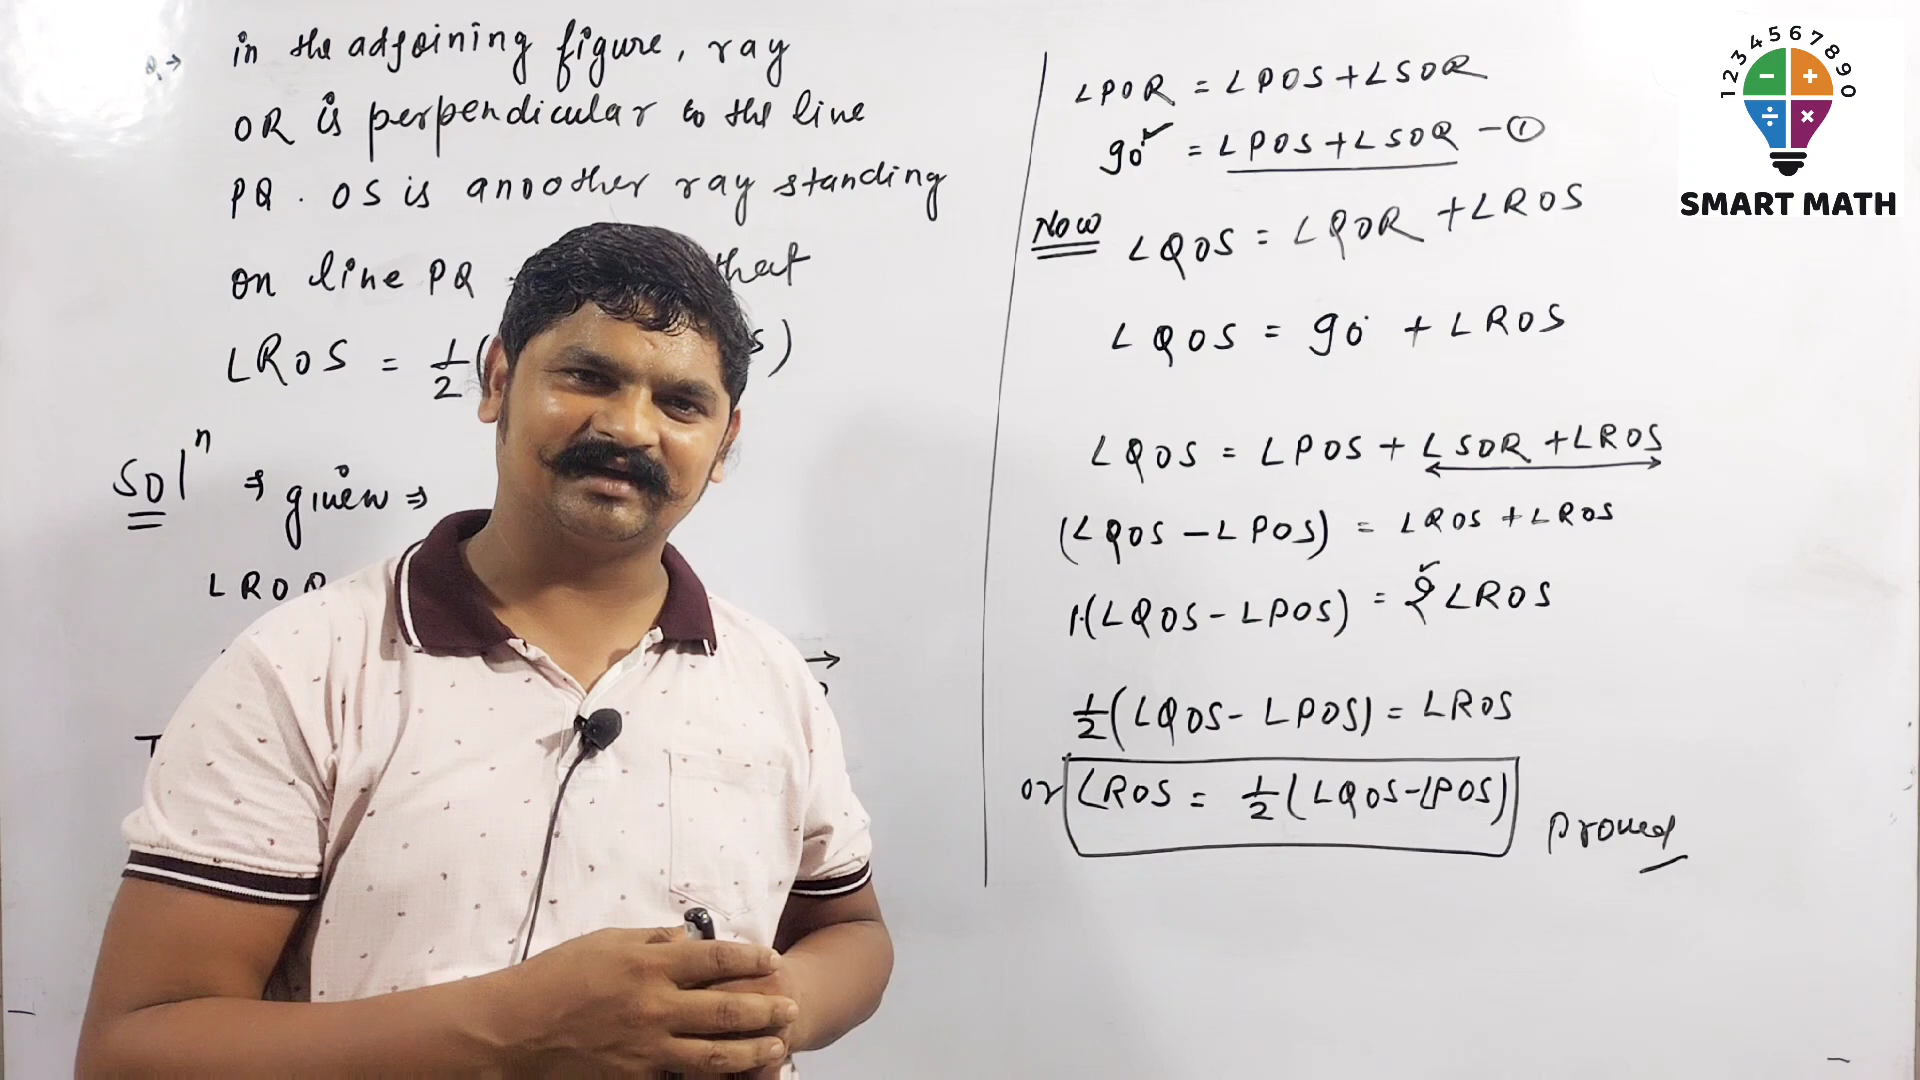 Q. → in the adjoining figure, ray
OR is perpendicular to the line
PQ. OS is anoother ray standing
on line PQ that
∠ROS = 1/2 ( s)
Solⁿ ⇒ given ⇒
∠ROQ
∠POR = ∠POS + ∠SOR
90° = ∠POS + ∠SOR - ①
Now ∠QOS = ∠QOR + ∠ROS
∠QOS = 90° + ∠ROS
∠QOS = ∠POS + ∠SOR + ∠ROS
(∠QOS - ∠POS) = ∠ROS + ∠ROS
1.(∠QOS - ∠POS) = 2 ∠ROS
1/2 (∠QOS - ∠POS) = ∠ROS
or ∠ROS = 1/2 (∠QOS - ∠POS)
Proved
1234567890
- + ÷ ×
SMART MATH